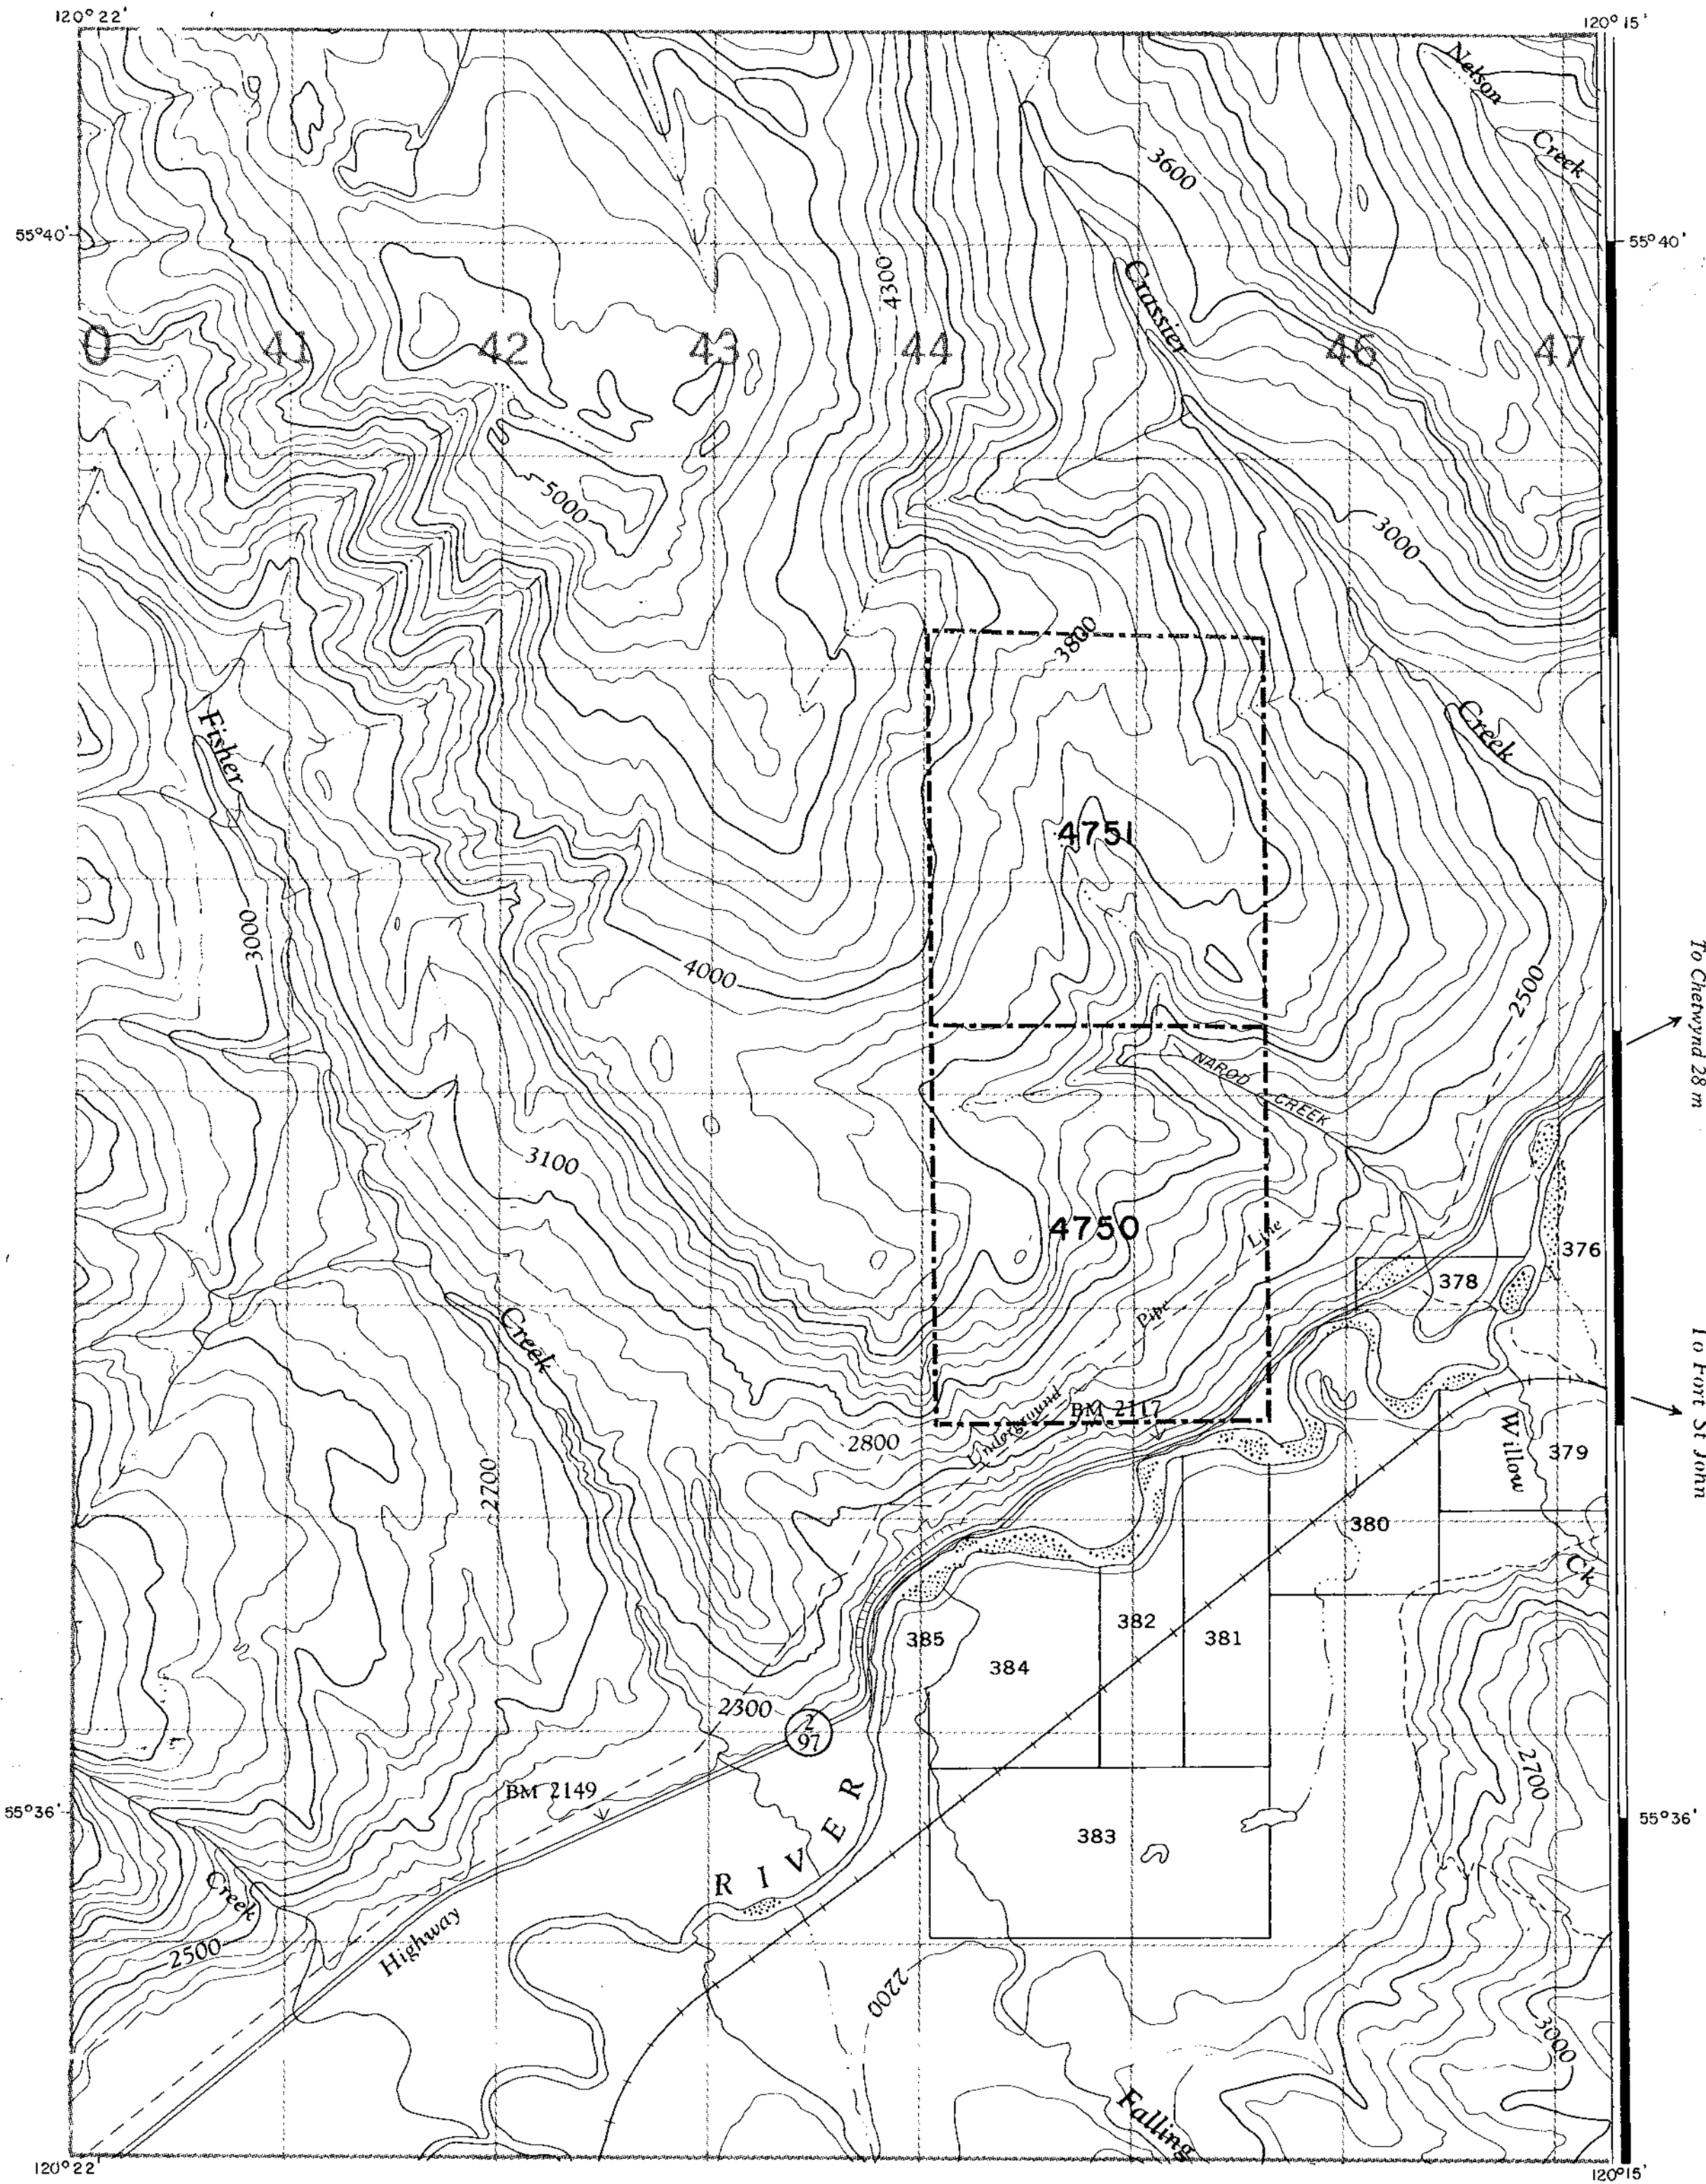 120° 22'
120° 15'
Nelson
Creek
3600
55°40'
55°40'
Crassier
4300
0
41
42
43
44
46
47
5000
3000
3800
Fisher
Creek
4751
3000
4000
2500
To Chetwynd 28 m
NAROD CREEK
3100
4750
Line
376
378
Pipe
Creek
To Fort St John
Underground
BM 2117
2800
Willow
379
2700
380
Ck
382
385
381
384
2300
2
97
2700
BM 2149
55°36'
55°36'
383
RIVER
Creek
Highway
2500
2200
3000
Falling
120°22'
120°15'